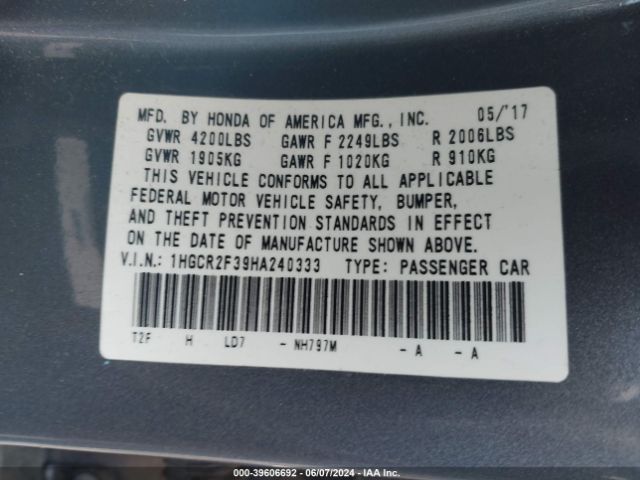 MFD. BY HONDA OF AMERICA MFG., INC. 05/'17
GVWR 4200LBS GAWR F 2249LBS R 2006LBS
GVWR 1905KG GAWR F 1020KG R 910KG
THIS VEHICLE CONFORMS TO ALL APPLICABLE
FEDERAL MOTOR VEHICLE SAFETY, BUMPER,
AND THEFT PREVENTION STANDARDS IN EFFECT
ON THE DATE OF MANUFACTURE SHOWN ABOVE.
V.I.N.: 1HGCR2F39HA240333 TYPE: PASSENGER CAR
T2F H LD7 - NH797M - A - A
VEHICLE ON - 39606692 - 06/07/2024 - IAA Inc.